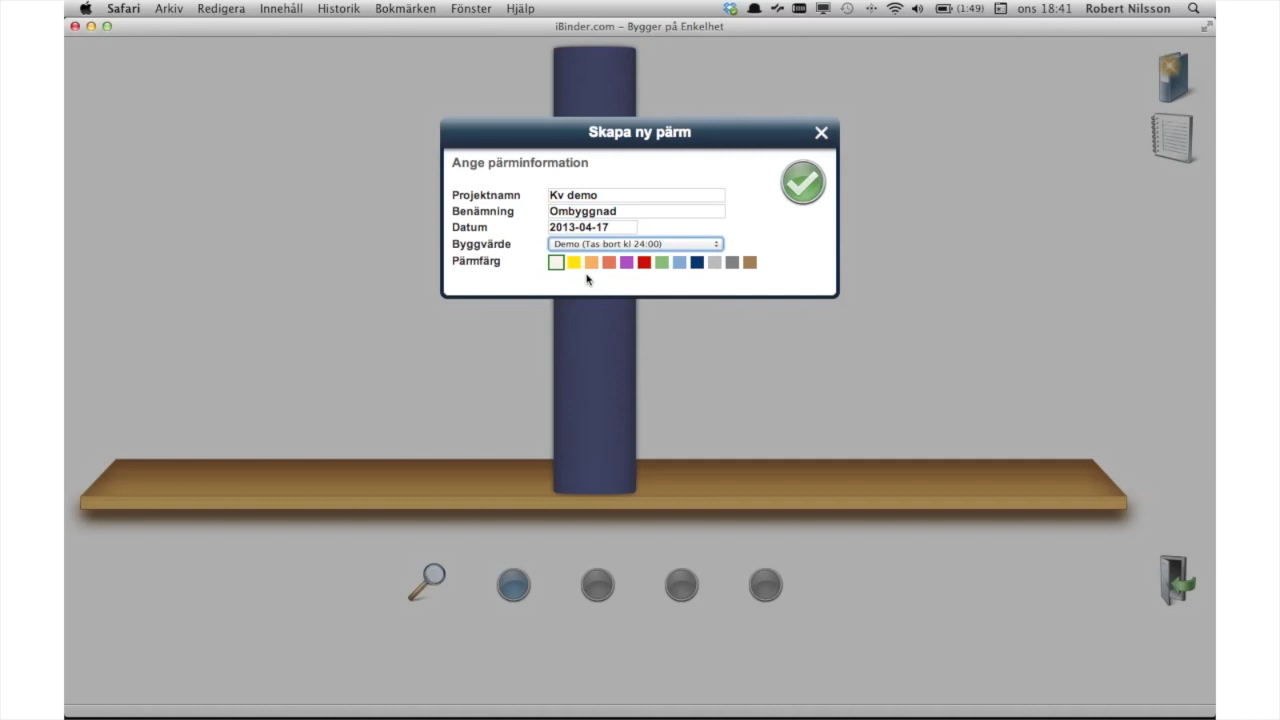 Safari Arkiv Redigera Innehåll Historik Bokmärken Fönster Hjälp (1:49) ons 18:41 Robert Nilsson
iBinder.com – Bygger på Enkelhet
Skapa ny pärm
Ange pärminformation
Projektnamn Kv demo
Benämning Ombyggnad
Datum 2013-04-17
Byggvärde Demo (Tas bort kl 24:00)
Pärmfärg